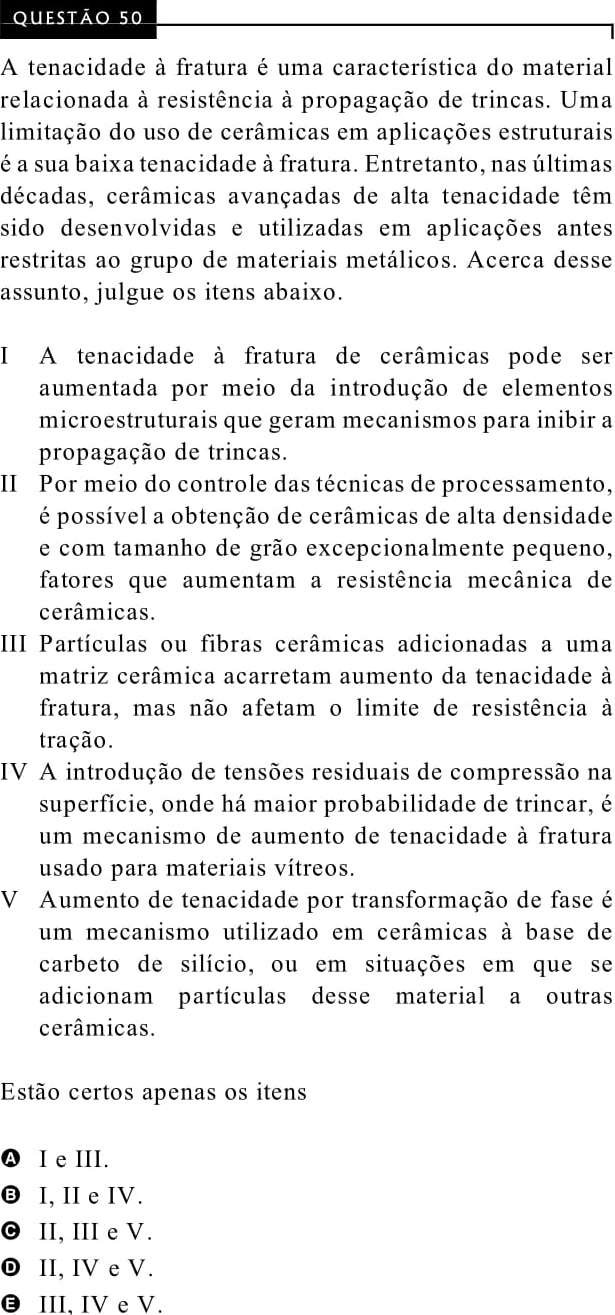 QUESTÃO 50
A tenacidade à fratura é uma característica do material
relacionada à resistência à propagação de trincas. Uma
limitação do uso de cerâmicas em aplicações estruturais
é a sua baixa tenacidade à fratura. Entretanto, nas últimas
décadas, cerâmicas avançadas de alta tenacidade têm
sido desenvolvidas e utilizadas em aplicações antes
restritas ao grupo de materiais metálicos. Acerca desse
assunto, julgue os itens abaixo.
I A tenacidade à fratura de cerâmicas pode ser
aumentada por meio da introdução de elementos
microestruturais que geram mecanismos para inibir a
propagação de trincas.
II Por meio do controle das técnicas de processamento,
é possível a obtenção de cerâmicas de alta densidade
e com tamanho de grão excepcionalmente pequeno,
fatores que aumentam a resistência mecânica de
cerâmicas.
III Partículas ou fibras cerâmicas adicionadas a uma
matriz cerâmica acarretam aumento da tenacidade à
fratura, mas não afetam o limite de resistência à
tração.
IV A introdução de tensões residuais de compressão na
superfície, onde há maior probabilidade de trincar, é
um mecanismo de aumento de tenacidade à fratura
usado para materiais vítreos.
V Aumento de tenacidade por transformação de fase é
um mecanismo utilizado em cerâmicas à base de
carbeto de silício, ou em situações em que se
adicionam partículas desse material a outras
cerâmicas.
Estão certos apenas os itens
A I e III.
B I, II e IV.
C II, III e V.
D II, IV e V.
E III, IV e V.